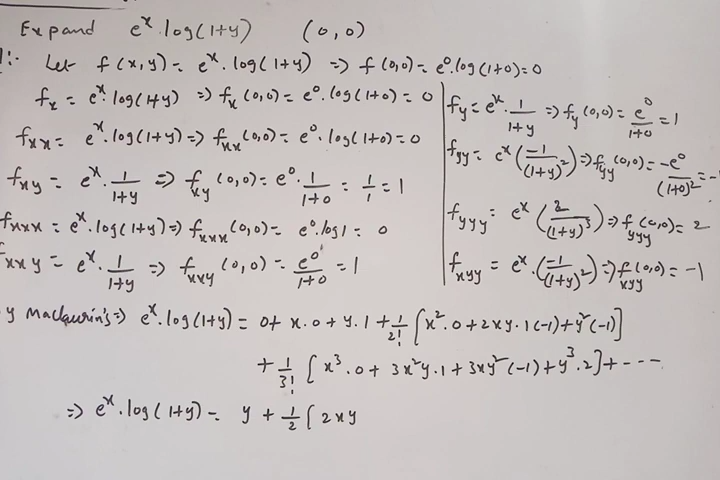 Expand e^x.log(1+y) (0,0)
:- Let f(x,y) = e^x.log(1+y) => f(0,0) = e^0.log(1+0) = 0
f_x = e^x.log(1+y) => f_x(0,0) = e^0.log(1+0) = 0
f_xx = e^x.log(1+y) => f_xx(0,0) = e^0.log(1+0) = 0
f_xy = e^x.1/(1+y) => f_xy(0,0) = e^0.1/(1+0) = 1/1 = 1
f_xxx = e^x.log(1+y) => f_xxx(0,0) = e^0.log1 = 0
f_xxy = e^x.1/(1+y) => f_xxy(0,0) = e^0/(1+0) = 1
f_y = e^x.1/(1+y) => f_y(0,0) = e^0/(1+0) = 1
f_yy = e^x(-1/(1+y)^2) => f_yy(0,0) = -e^0/(1+0)^2 = -
f_yyy = e^x(2/(1+y)^3) => f_yyy(0,0) = 2
f_xyy = e^x.(-1/(1+y)^2) => f_xyy(0,0) = -1
y Maclaurin's => e^x.log(1+y) = 0 + x.0 + y.1 + 1/2! [x^2.0 + 2xy.1(-1) + y^2(-1)]
+ 1/3! [x^3.0 + 3x^2y.1 + 3xy^2(-1) + y^3.2] + ---
=> e^x.log(1+y) = y + 1/2 [2xy